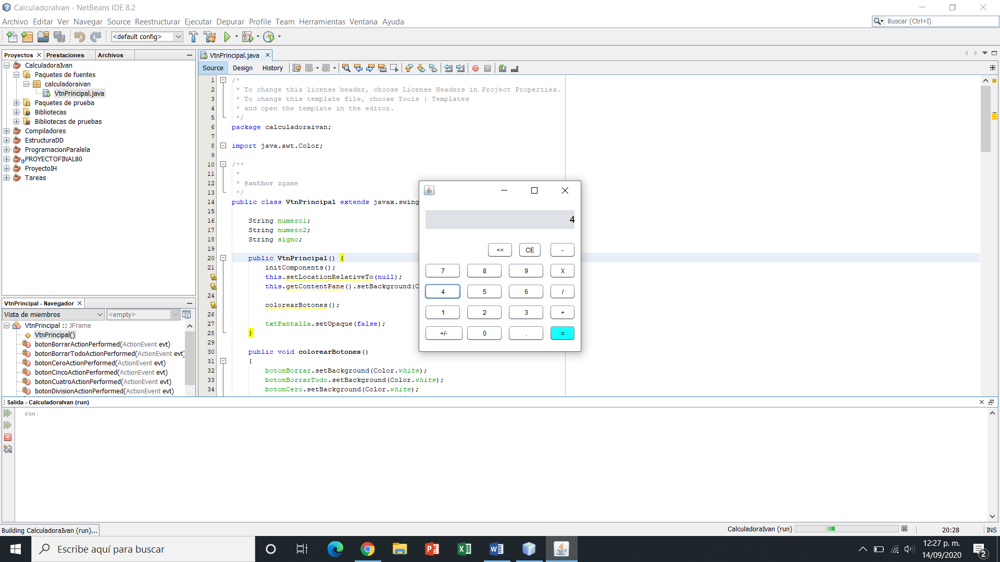 CalculadoraIvan - NetBeans IDE 8.2
Archivo Editar Ver Navegar Source Reestructurar Ejecutar Depurar Profile Team Herramientas Ventana Ayuda
Buscar (Ctrl+I)
<default config>
Proyectos Prestaciones Archivos
VtnPrincipal.java
Source Design History
CalculadoraIvan
Paquetes de fuentes
calculadoraivan
VtnPrincipal.java
Paquetes de prueba
Bibliotecas
Bibliotecas de pruebas
Compiladores
EstructuraDD
ProgramacionParalela
PROYECTOFINAL80
ProyectoIH
Tareas
VtnPrincipal - Navegador
Vista de miembros <empty>
VtnPrincipal :: JFrame
VtnPrincipal()
botonBorrarActionPerformed(ActionEvent evt)
botonBorrarTodoActionPerformed(ActionEvent evt)
botonCeroActionPerformed(ActionEvent evt)
botonCincoActionPerformed(ActionEvent evt)
botonCuatroActionPerformed(ActionEvent evt)
botonDivisionActionPerformed(ActionEvent evt)
1 /*
2 * To change this license header, choose License Headers in Project Properties.
3 * To change this template file, choose Tools | Templates
4 * and open the template in the editor.
5 */
6 package calculadoraivan;
7
8 import java.awt.Color;
9
10 /**
11 *
12 * @author zgame
13 */
14 public class VtnPrincipal extends javax.swing
15
16 String numero1;
17 String numero2;
18 String signo;
19
20 public VtnPrincipal() {
21 initComponents();
this.setLocationRelativeTo(null);
this.getContentPane().setBackground(C
24
colorearBotones();
26
27 txtPantalla.setOpaque(false);
28 }
29
30 public void colorearBotones()
31 {
32 botonBorrar.setBackground(Color.white);
33 botonBorrarTodo.setBackground(Color.white);
34 botonCero.setBackground(Color.white);
4
<< CE -
7 8 9 X
4 5 6 /
1 2 3 +
+/- 0 . =
Salida - CalculadoraIvan (run)
run:
Building CalculadoraIvan (run)...
CalculadoraIvan (run)
20:28 INS
Escribe aquí para buscar
12:27 p. m.
14/09/2020
2